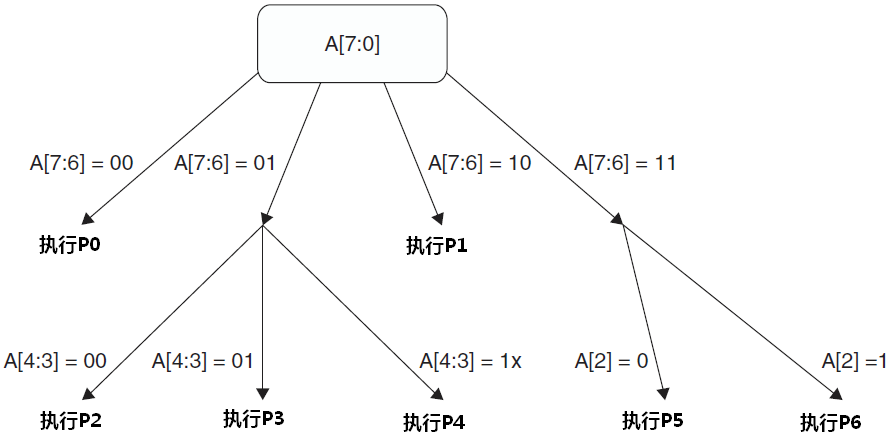 A[7:0]
A[7:6] = 00
A[7:6] = 01
A[7:6] = 10
A[7:6] = 11
执行P0
执行P1
A[4:3] = 00
A[4:3] = 01
A[4:3] = 1x
A[2] = 0
A[2] =1
执行P2
执行P3
执行P4
执行P5
执行P6